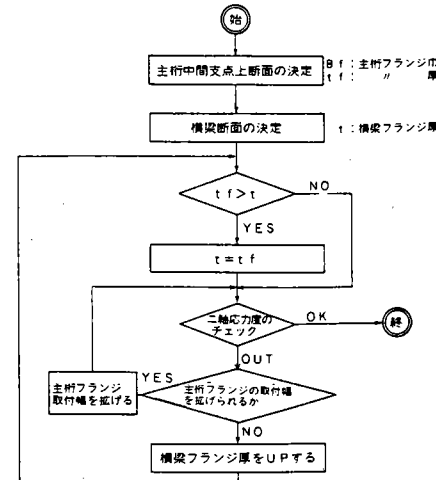 始
主桁中間支点上断面の決定
Bf:主桁フランジ巾
tf: 〃 厚
横梁断面の決定
t:横梁フランジ厚
tf>t
NO
YES
t=tf
二軸応力度の
チェック
OK
終
OUT
主桁フランジ
取付幅を拡げる
YES
主桁フランジの取付幅
を拡げられるか
NO
横梁フランジ厚をUPする